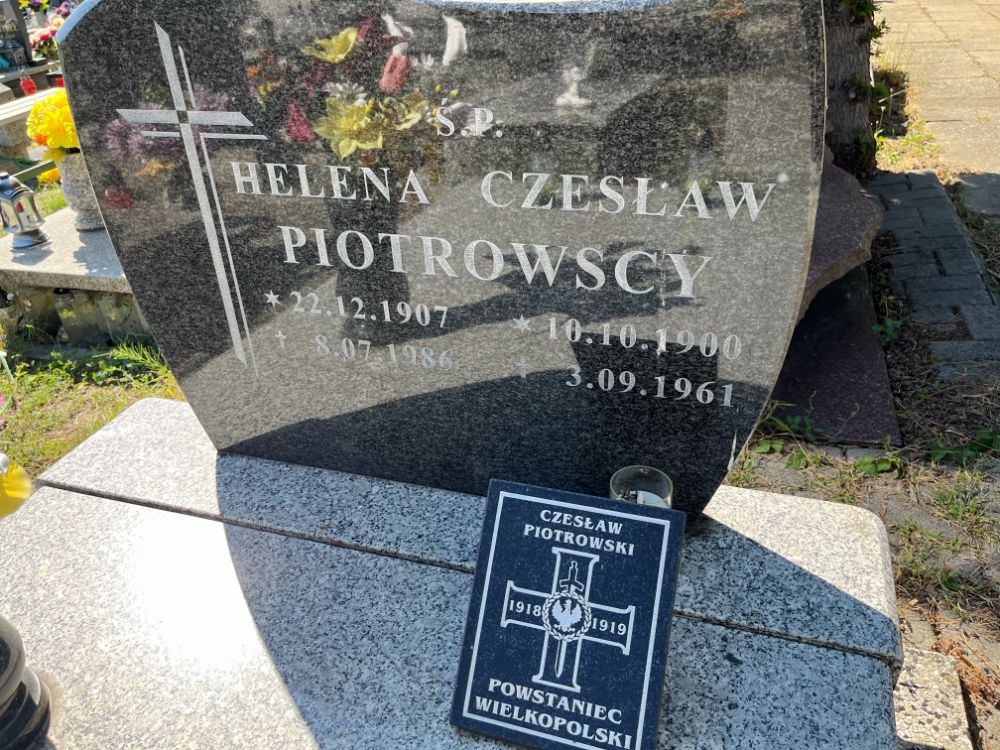 Ś.P.
HELENA CZESŁAW
PIOTROWSCY
22.12.1907 10.10.1900
8.07.1986 3.09.1961
CZESŁAW
PIOTROWSKI
1918 1919
POWSTANIEC
WIELKOPOLSKI